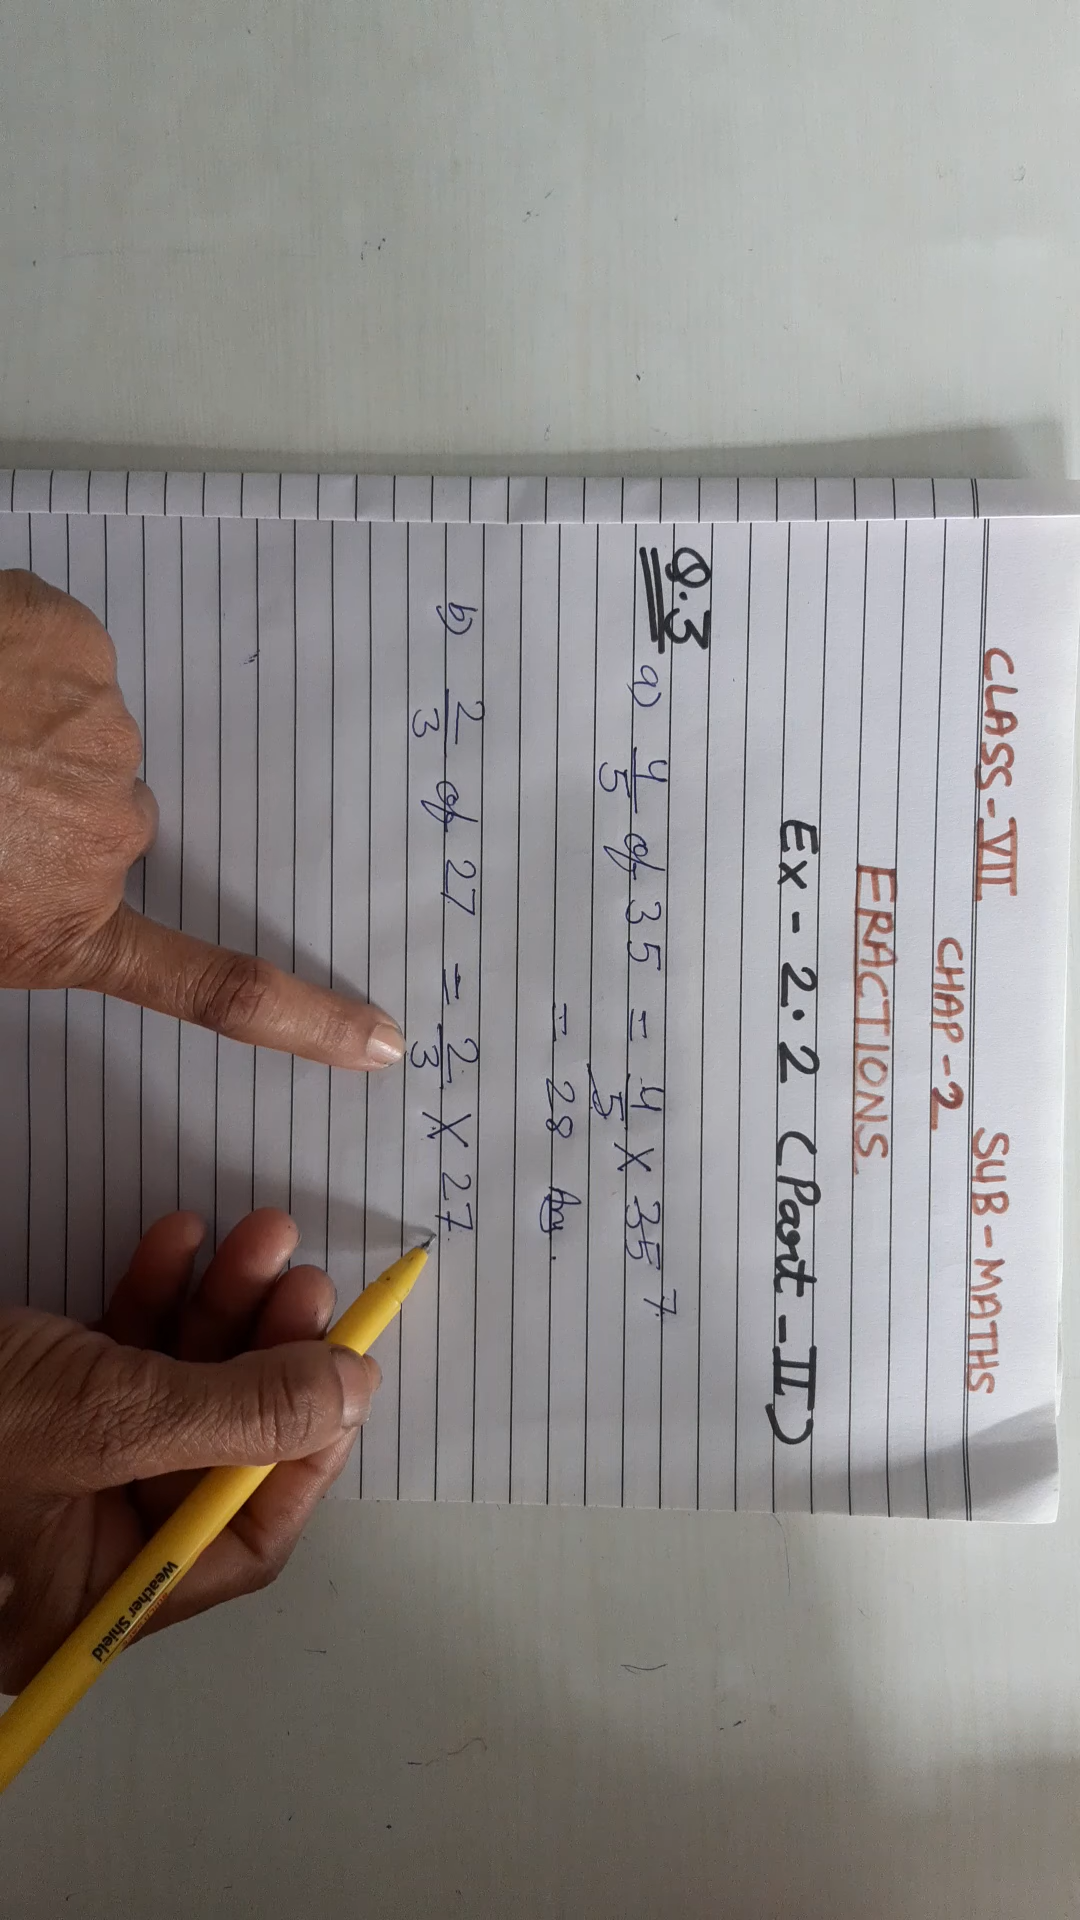 CLASS-VII SUB-MATHS
CHAP-2
FRACTIONS
Ex-2.2 (Part-II)
Q.3 a) 4/5 of 35 = 4/5 × 35 7
= 28 Ans.
b) 2/3 of 27 = 2/3 × 27
Weather Shield